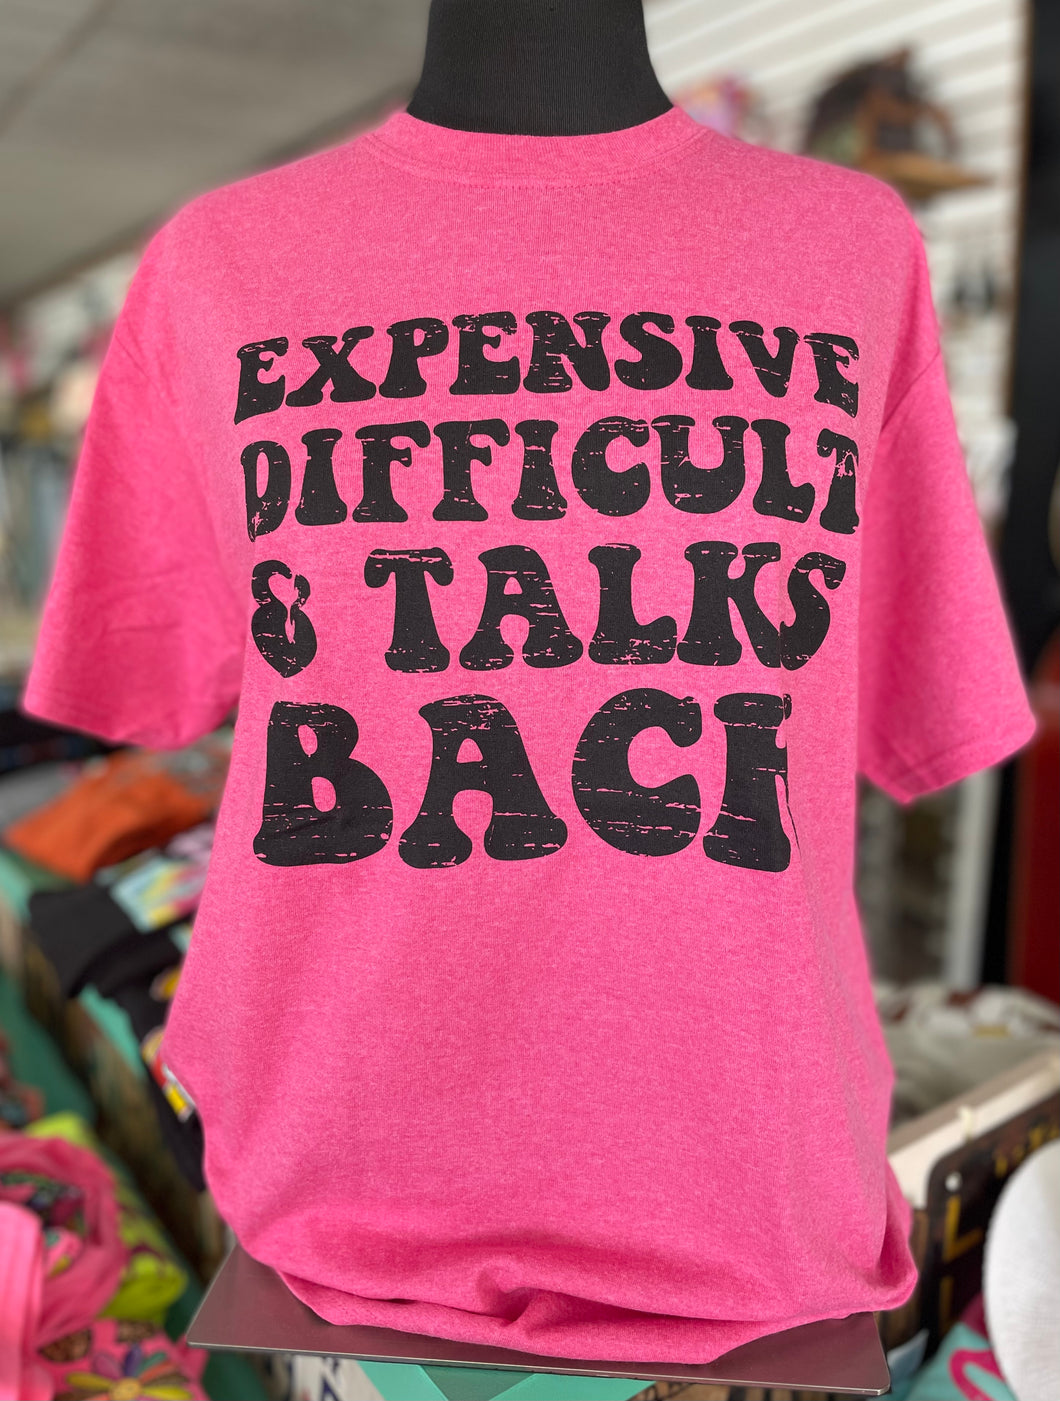 EXPENSIVE
DIFFICULT
& TALKS
BACK